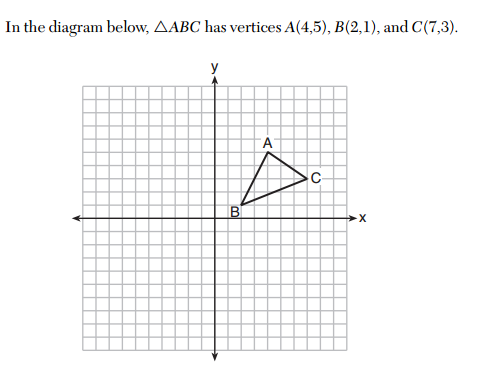 In the diagram below, △ABC has vertices A(4,5), B(2,1), and C(7,3).
y
A
C
B
x